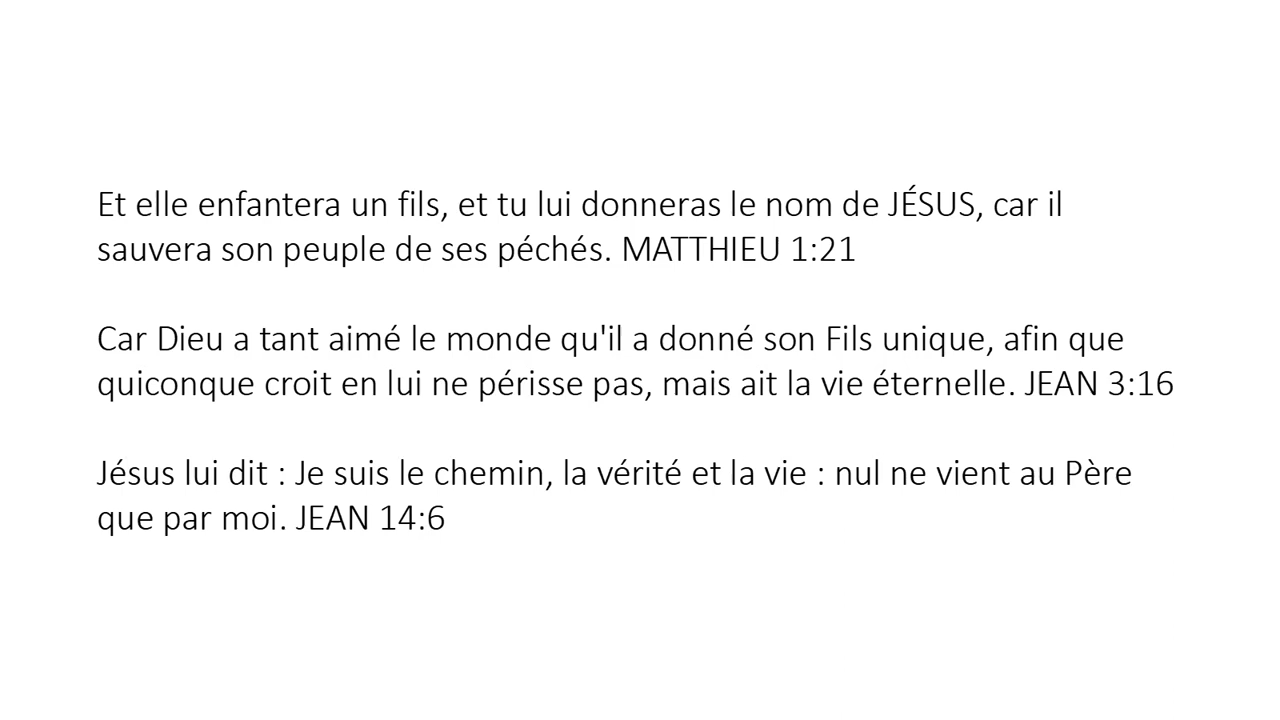 Et elle enfantera un fils, et tu lui donneras le nom de JÉSUS, car il
sauvera son peuple de ses péchés. MATTHIEU 1:21
Car Dieu a tant aimé le monde qu'il a donné son Fils unique, afin que
quiconque croit en lui ne périsse pas, mais ait la vie éternelle. JEAN 3:16
Jésus lui dit : Je suis le chemin, la vérité et la vie : nul ne vient au Père
que par moi. JEAN 14:6